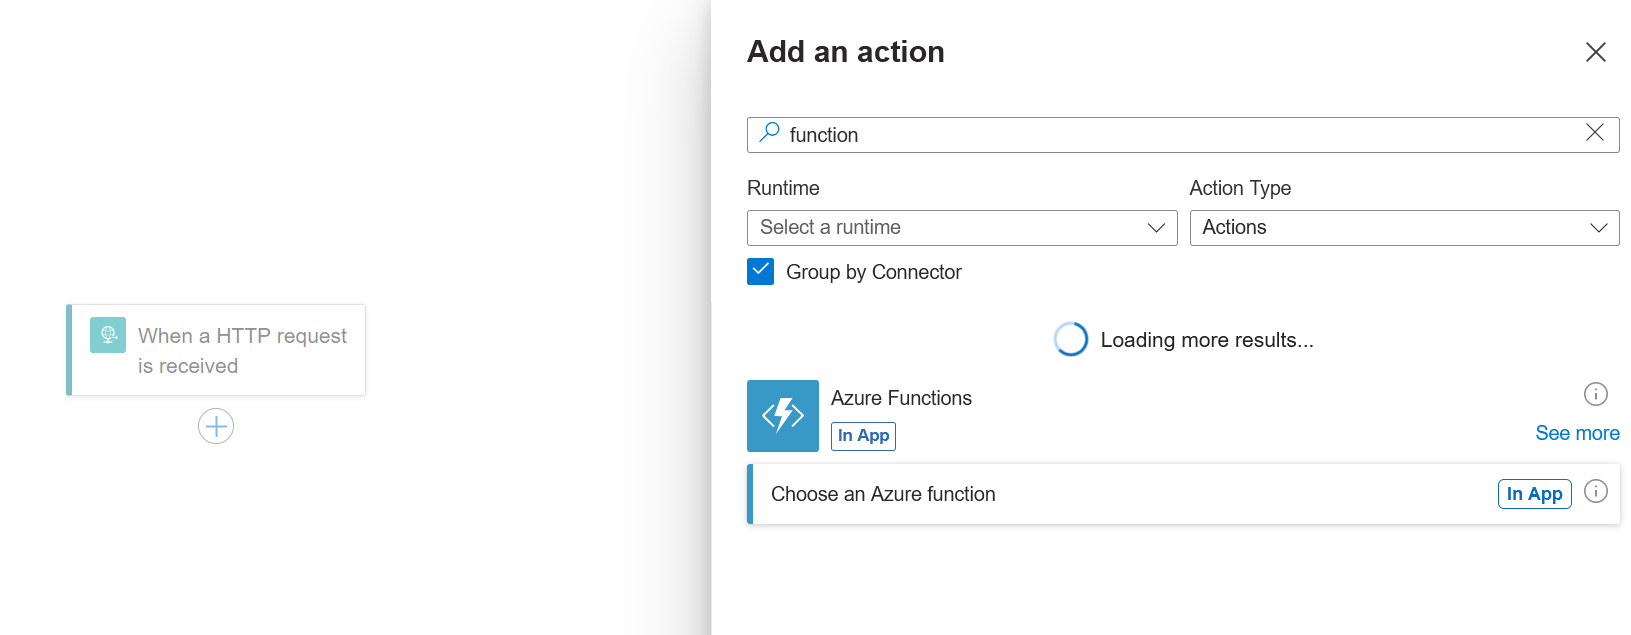 Add an action
function
Runtime
Action Type
Select a runtime
Actions
Group by Connector
When a HTTP request
is received
Loading more results...
Azure Functions
In App
See more
Choose an Azure function
In App